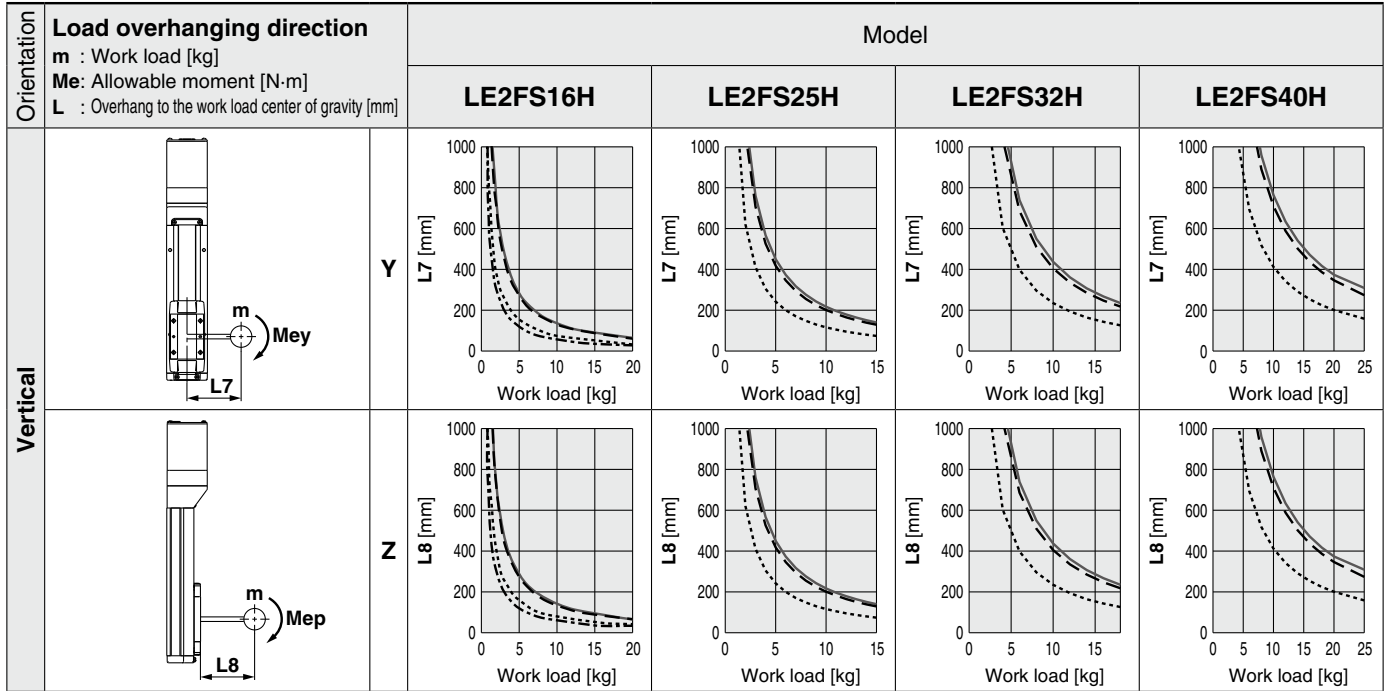 Orientation
Load overhanging direction
m : Work load [kg]
Me: Allowable moment [N·m]
L : Overhang to the work load center of gravity [mm]
Model
LE2FS16H
LE2FS25H
LE2FS32H
LE2FS40H
Vertical
m
Mey
L7
Y
L7 [mm]
1000
800
600
400
200
0
0 5 10 15 20
Work load [kg]
L7 [mm]
1000
800
600
400
200
0
0 5 10 15
Work load [kg]
L7 [mm]
1000
800
600
400
200
0
0 5 10 15
Work load [kg]
L7 [mm]
1000
800
600
400
200
0
0 5 10 15 20 25
Work load [kg]
m
Mep
L8
Z
L8 [mm]
1000
800
600
400
200
0
0 5 10 15 20
Work load [kg]
L8 [mm]
1000
800
600
400
200
0
0 5 10 15
Work load [kg]
L8 [mm]
1000
800
600
400
200
0
0 5 10 15
Work load [kg]
L8 [mm]
1000
800
600
400
200
0
0 5 10 15 20 25
Work load [kg]